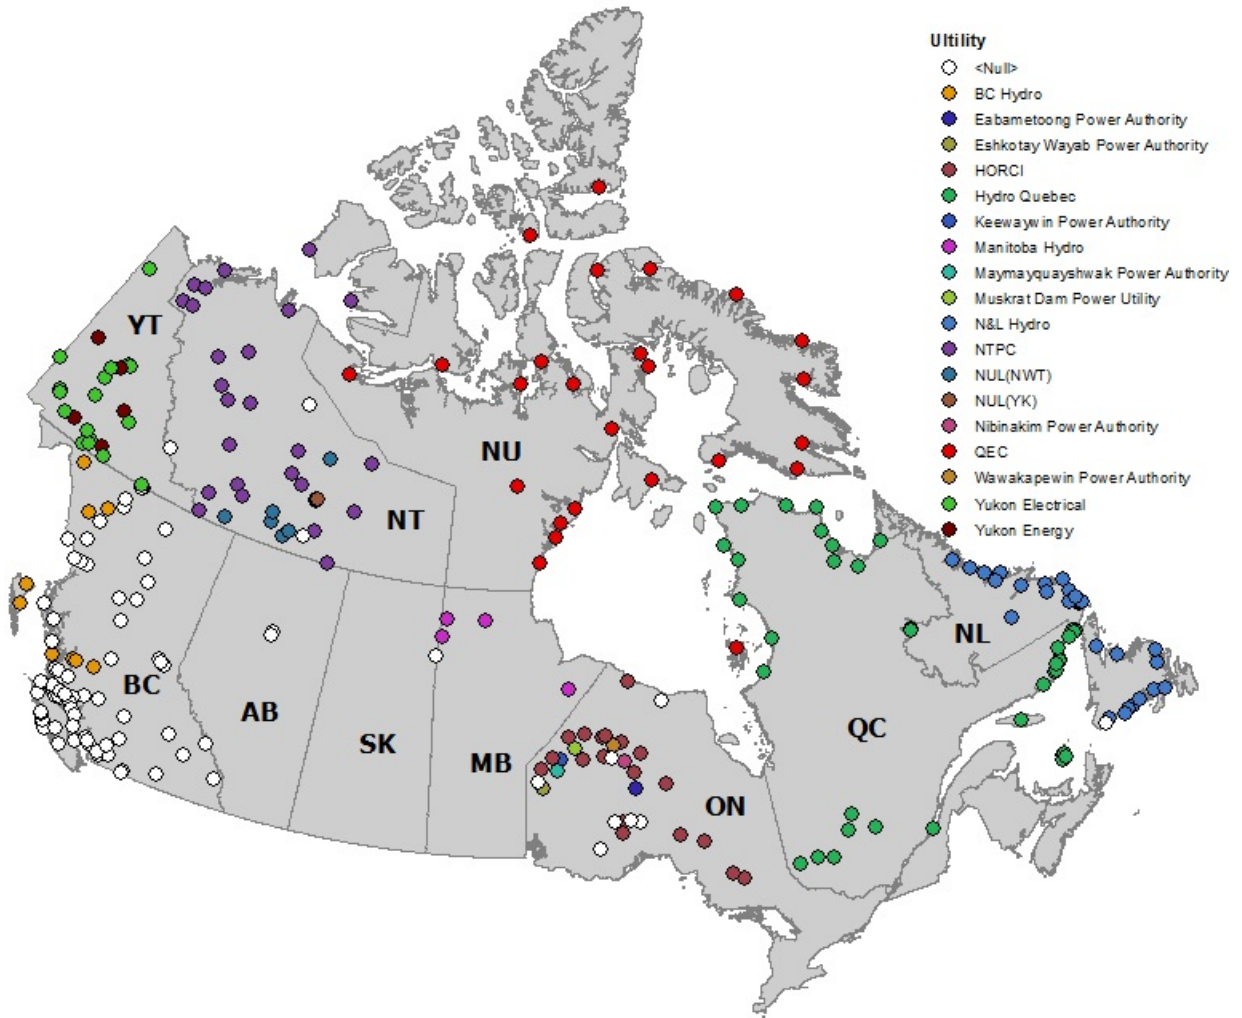 Ultility
<Null>
BC Hydro
Eabametoong Power Authority
Eshkotay Wayab Power Authority
HORCI
Hydro Quebec
Keewaywin Power Authority
Manitoba Hydro
Maymayquayshwak Power Authority
Muskrat Dam Power Utility
N&L Hydro
NTPC
NUL(NWT)
NUL(YK)
Nibinakim Power Authority
QEC
Wawakapewin Power Authority
Yukon Electrical
Yukon Energy
YT
NU
NT
NL
BC
AB
SK
MB
ON
QC